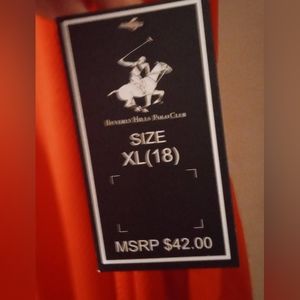 BEVERLY HILLS POLO CLUB
SIZE
XL(18)
MSRP $42.00